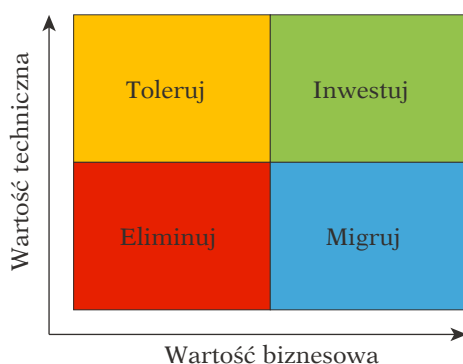 Wartość techniczna
Toleruj
Inwestuj
Eliminuj
Migruj
Wartość biznesowa